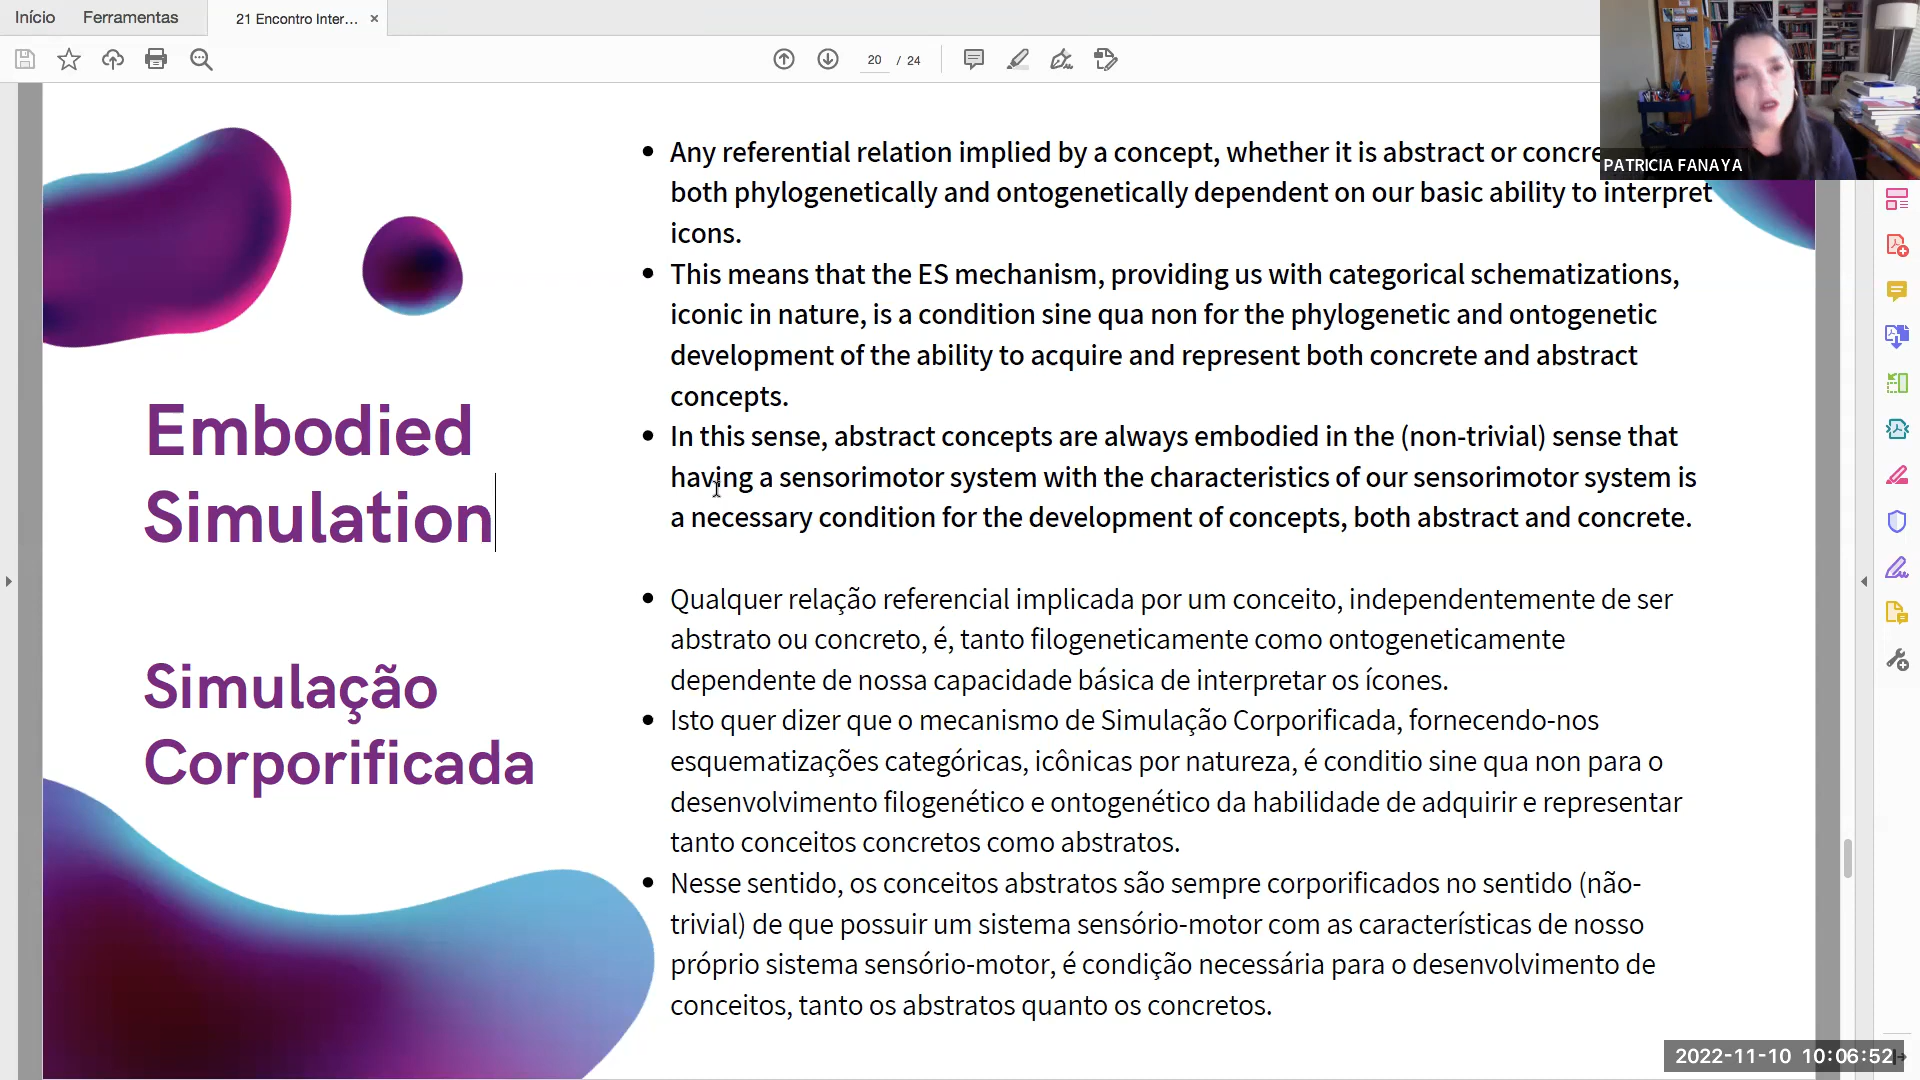 Início
Ferramentas
21 Encontro Inter...
20 / 24
PATRICIA FANAYA
Embodied
Simulation
Simulação
Corporificada
Any referential relation implied by a concept, whether it is abstract or
both phylogenetically and ontogenetically dependent on our basic ability to interpret
icons.
This means that the ES mechanism, providing us with categorical schematizations,
iconic in nature, is a condition sine qua non for the phylogenetic and ontogenetic
development of the ability to acquire and represent both concrete and abstract
concepts.
In this sense, abstract concepts are always embodied in the (non-trivial) sense that
having a sensorimotor system with the characteristics of our sensorimotor system is
a necessary condition for the development of concepts, both abstract and concrete.
Qualquer relação referencial implicada por um conceito, independentemente de ser
abstrato ou concreto, é, tanto filogeneticamente como ontogeneticamente
dependente de nossa capacidade básica de interpretar os ícones.
Isto quer dizer que o mecanismo de Simulação Corporificada, fornecendo-nos
esquematizações categóricas, icônicas por natureza, é conditio sine qua non para o
desenvolvimento filogenético e ontogenético da habilidade de adquirir e representar
tanto conceitos concretos como abstratos.
Nesse sentido, os conceitos abstratos são sempre corporificados no sentido (não-
trivial) de que possuir um sistema sensório-motor com as características de nosso
próprio sistema sensório-motor, é condição necessária para o desenvolvimento de
conceitos, tanto os abstratos quanto os concretos.
2022-11-10 10:06:52